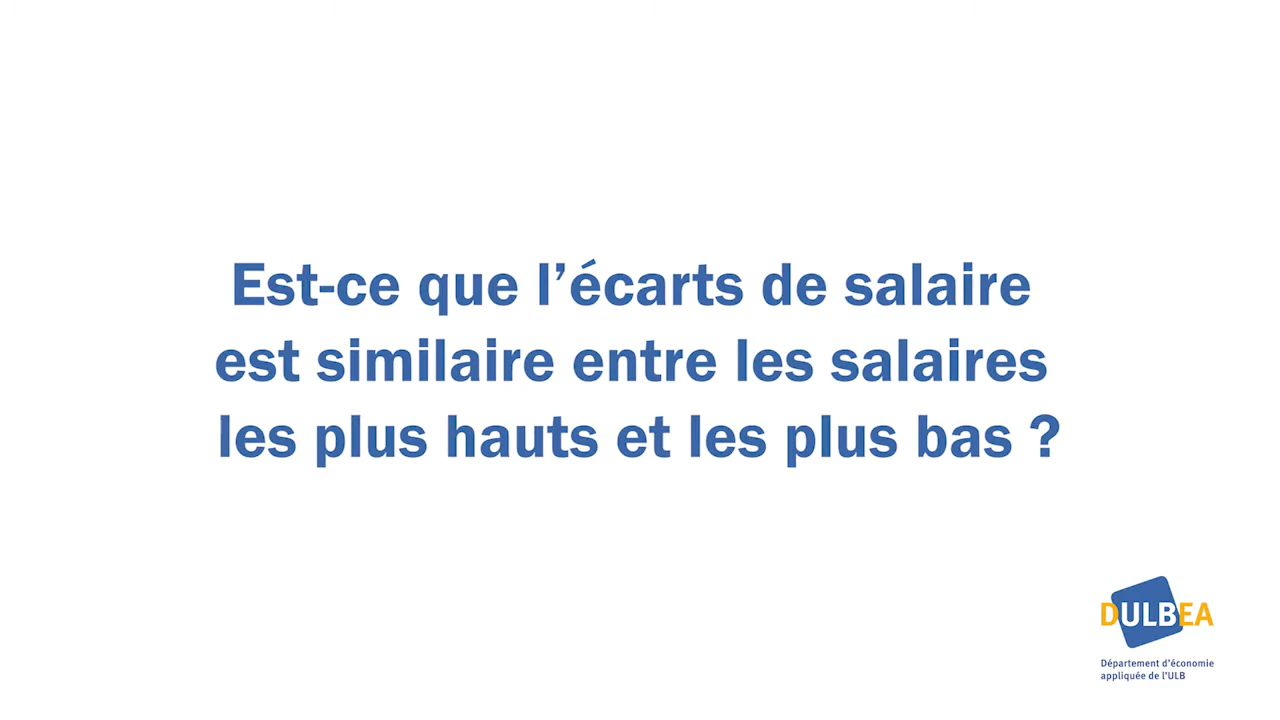 Est-ce que l’écarts de salaire
est similaire entre les salaires
les plus hauts et les plus bas ?
DULBEA
Département d’économie
appliquée de l’ULB